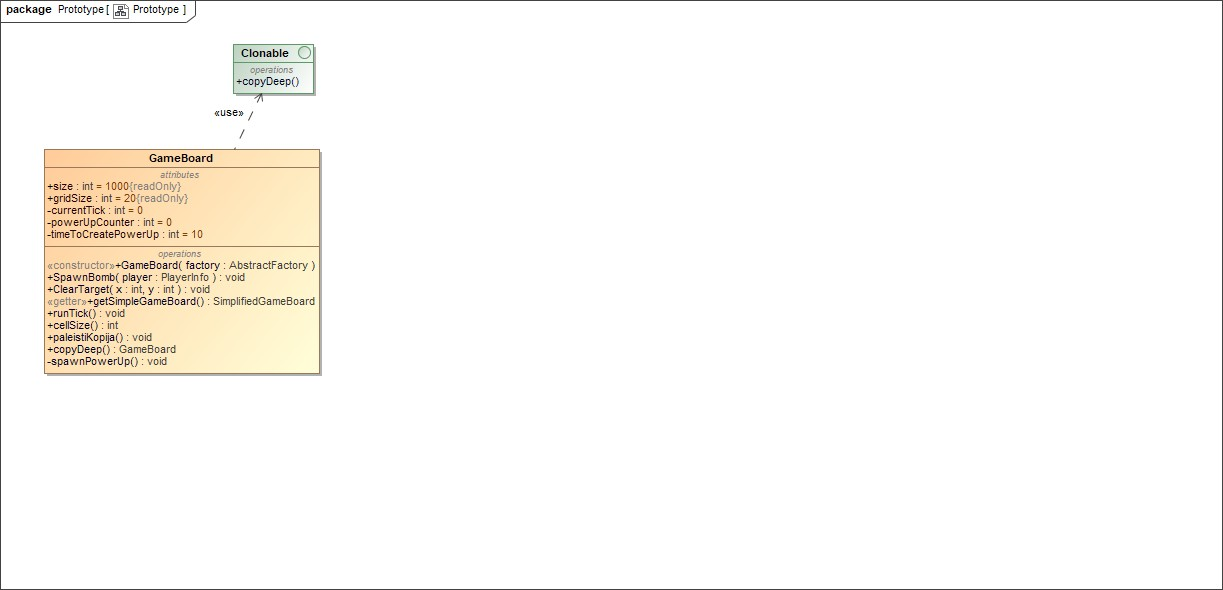 package Prototype [ Prototype ]
Clonable
operations
+copyDeep()
«use»
GameBoard
attributes
+size : int = 1000{readOnly}
+gridSize : int = 20{readOnly}
-currentTick : int = 0
-powerUpCounter : int = 0
-timeToCreatePowerUp : int = 10
operations
«constructor»+GameBoard( factory : AbstractFactory )
+SpawnBomb( player : PlayerInfo ) : void
+ClearTarget( x : int, y : int ) : void
«getter»+getSimpleGameBoard() : SimplifiedGameBoard
+runTick() : void
+cellSize() : int
+paleistiKopija() : void
+copyDeep() : GameBoard
-spawnPowerUp() : void